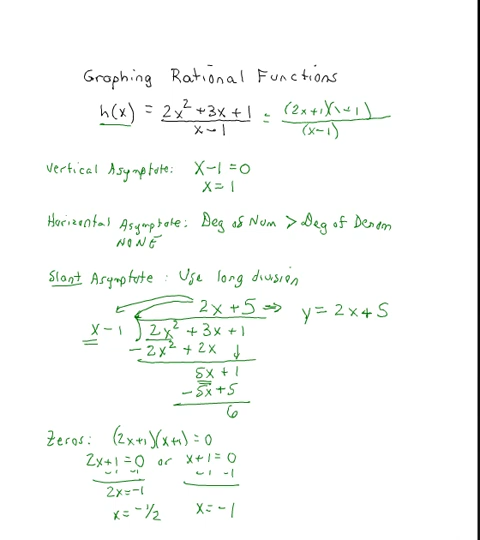 Graphing Rational Functions
h(x) = 2x² + 3x + 1 / x - 1 = (2x+1)(x+1) / (x-1)
Vertical Asymptote: x - 1 = 0
x = 1
Horizontal Asymptote: Deg of Num > Deg of Denom
NONE
Slant Asymptote: Use long division
2x + 5 ⇒ y = 2x + 5
x - 1 ) 2x² + 3x + 1
- 2x² + 2x ↓
5x + 1
- 5x + 5
6
Zeros: (2x+1)(x+1) = 0
2x+1 = 0 or x+1 = 0
-1 -1 -1 -1
2x = -1
x = -1/2 x = -1